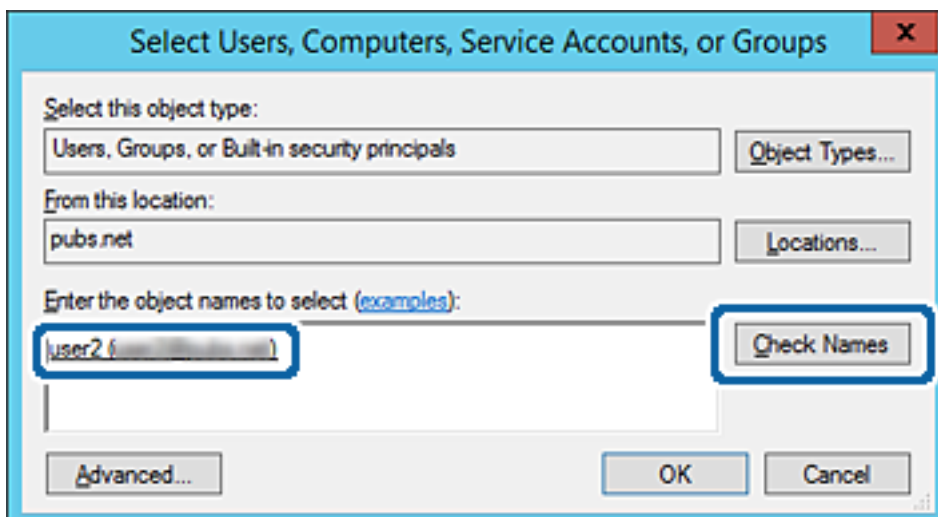 Select Users, Computers, Service Accounts, or Groups
x
Select this object type:
Users, Groups, or Built-in security principals
Object Types...
From this location:
pubs.net
Locations...
Enter the object names to select (examples):
user2 ( )
Check Names
Advanced...
OK
Cancel